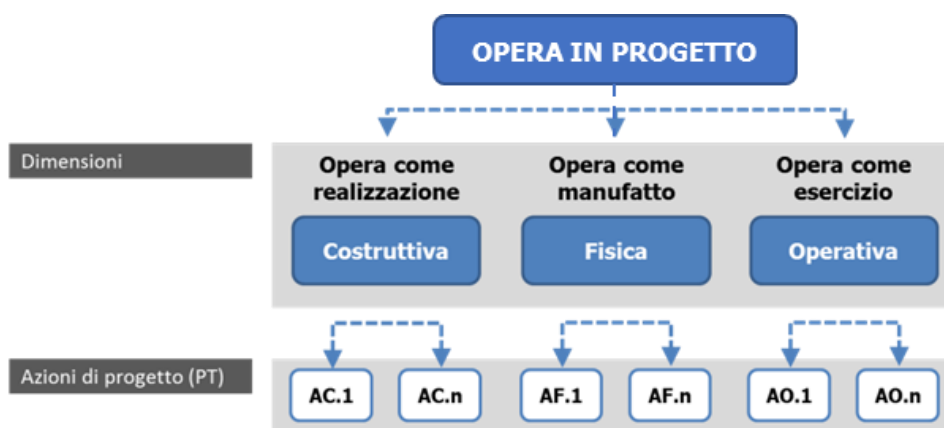 OPERA IN PROGETTO
Dimensioni
Opera come
realizzazione
Opera come
manufatto
Opera come
esercizio
Costruttiva
Fisica
Operativa
Azioni di progetto (PT)
AC.1
AC.n
AF.1
AF.n
AO.1
AO.n